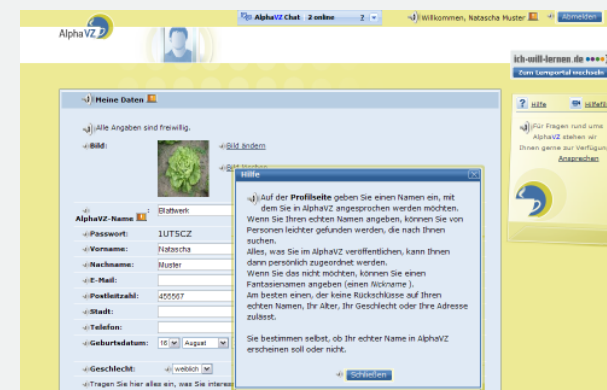 AlphaVZ Chat 2 online ?
Willkommen, Natascha Muster
Abmelden
Alpha VZ
ich-will-lernen.de
Zum Lernportal wechseln
Meine Daten
? Hilfe
Alle Angaben sind freiwillig.
Für Fragen rund ums
AlphaVZ stehen wir
Ihnen gerne zur Verfügung
Ansprechen
Bild:
Bild ändern
Hilfe
Auf der Profilseite geben Sie einen Namen ein, mit
dem Sie in AlphaVZ angesprochen werden möchten.
Wenn Sie Ihren echten Namen angeben, können Sie von
Personen leichter gefunden werden, die nach Ihnen
suchen.
Alles, was Sie im AlphaVZ veröffentlichen, kann Ihnen
dann persönlich zugeordnet werden.
Wenn Sie das nicht möchten, können Sie einen
Fantasienamen angeben (einen Nickname ).
Am besten einen, der keine Rückschlüsse auf Ihren
echten Namen, Ihr Alter, Ihr Geschlecht oder Ihre Adresse
zulässt.
Sie bestimmen selbst, ob Ihr echter Name in AlphaVZ
erscheinen soll oder nicht.
Schließen
AlphaVZ-Name : Blattwerk
Passwort: 1UT5CZ
Vorname: Natascha
Nachname: Muster
E-Mail:
Postleitzahl: 455567
Stadt:
Telefon:
Geburtsdatum: 16 August
Geschlecht: weiblich
Tragen Sie hier alles ein, was Sie interes